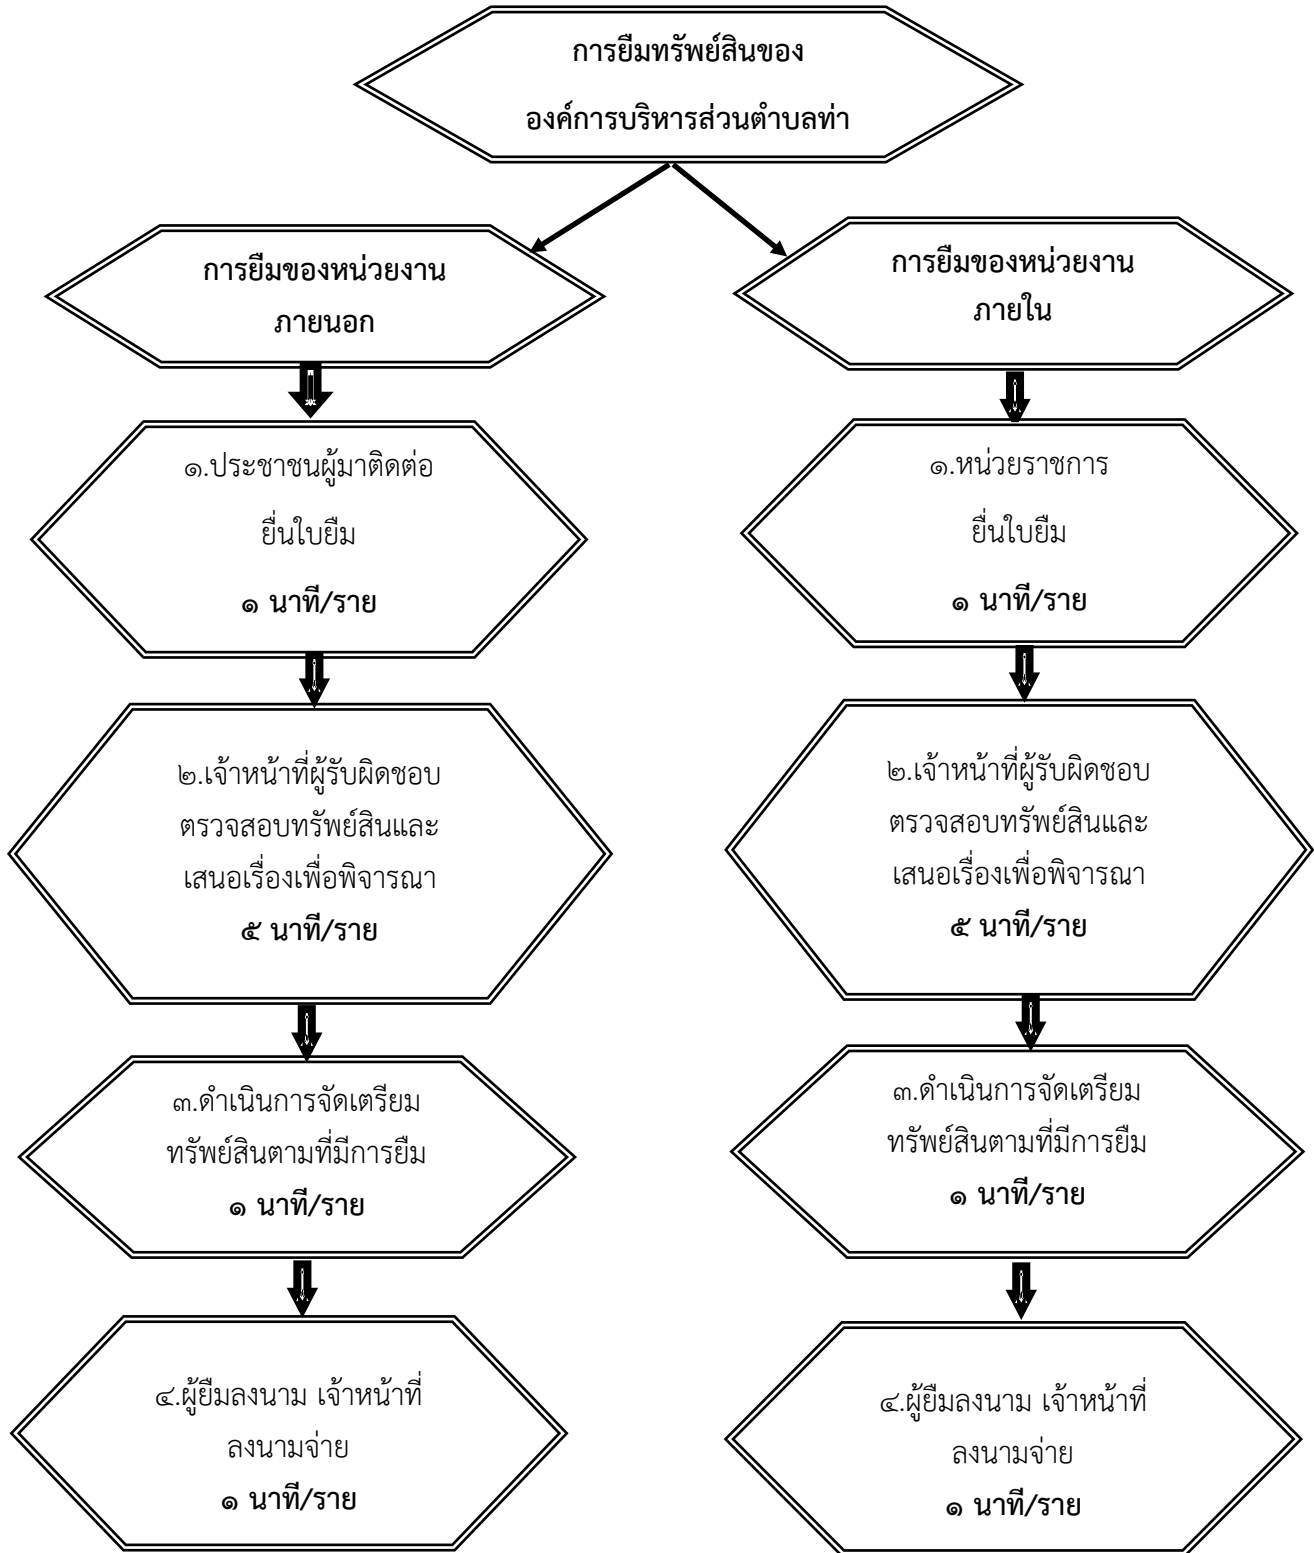 การยืมทรัพย์สินของ
องค์การบริหารส่วนตำบลท่า
การยืมของหน่วยงาน
ภายนอก
๑.ประชาชนผู้มาติดต่อ
ยื่นใบยืม
๑ นาที/ราย
๒.เจ้าหน้าที่ผู้รับผิดชอบ
ตรวจสอบทรัพย์สินและ
เสนอเรื่องเพื่อพิจารณา
๕ นาที/ราย
๓.ดำเนินการจัดเตรียม
ทรัพย์สินตามที่มีการยืม
๑ นาที/ราย
๔.ผู้ยืมลงนาม เจ้าหน้าที่
ลงนามจ่าย
๑ นาที/ราย
การยืมของหน่วยงาน
ภายใน
๑.หน่วยราชการ
ยื่นใบยืม
๑ นาที/ราย
๒.เจ้าหน้าที่ผู้รับผิดชอบ
ตรวจสอบทรัพย์สินและ
เสนอเรื่องเพื่อพิจารณา
๕ นาที/ราย
๓.ดำเนินการจัดเตรียม
ทรัพย์สินตามที่มีการยืม
๑ นาที/ราย
๔.ผู้ยืมลงนาม เจ้าหน้าที่
ลงนามจ่าย
๑ นาที/ราย